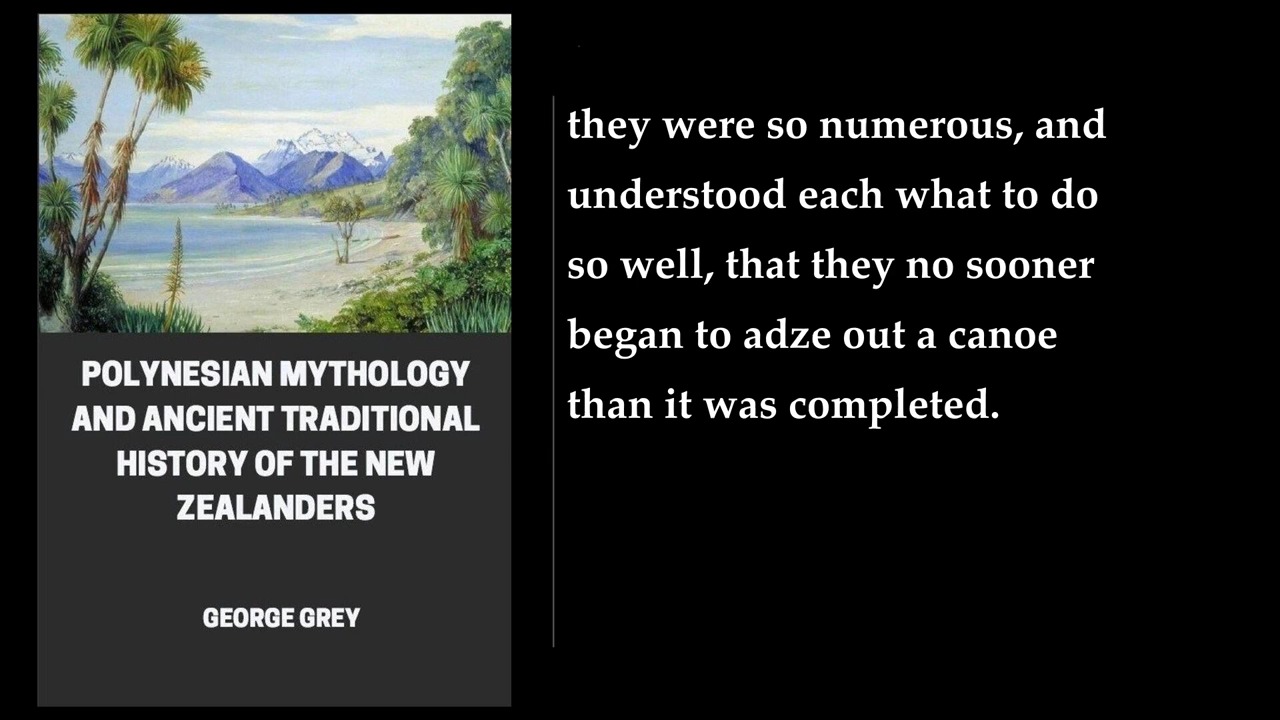 POLYNESIAN MYTHOLOGY
AND ANCIENT TRADITIONAL
HISTORY OF THE NEW
ZEALANDERS
GEORGE GREY
they were so numerous, and
understood each what to do
so well, that they no sooner
began to adze out a canoe
than it was completed.